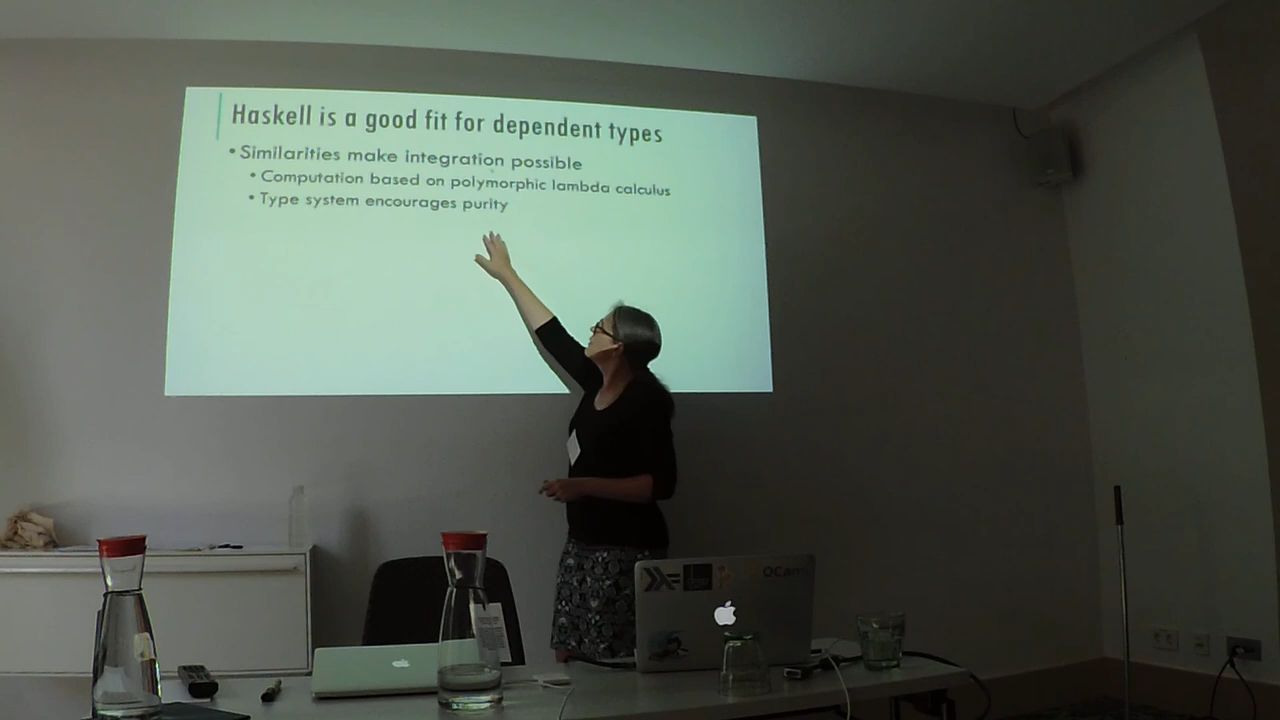 Haskell is a good fit for dependent types
•Similarities make integration possible
•Computation based on polymorphic lambda calculus
•Type system encourages purity
OCaml